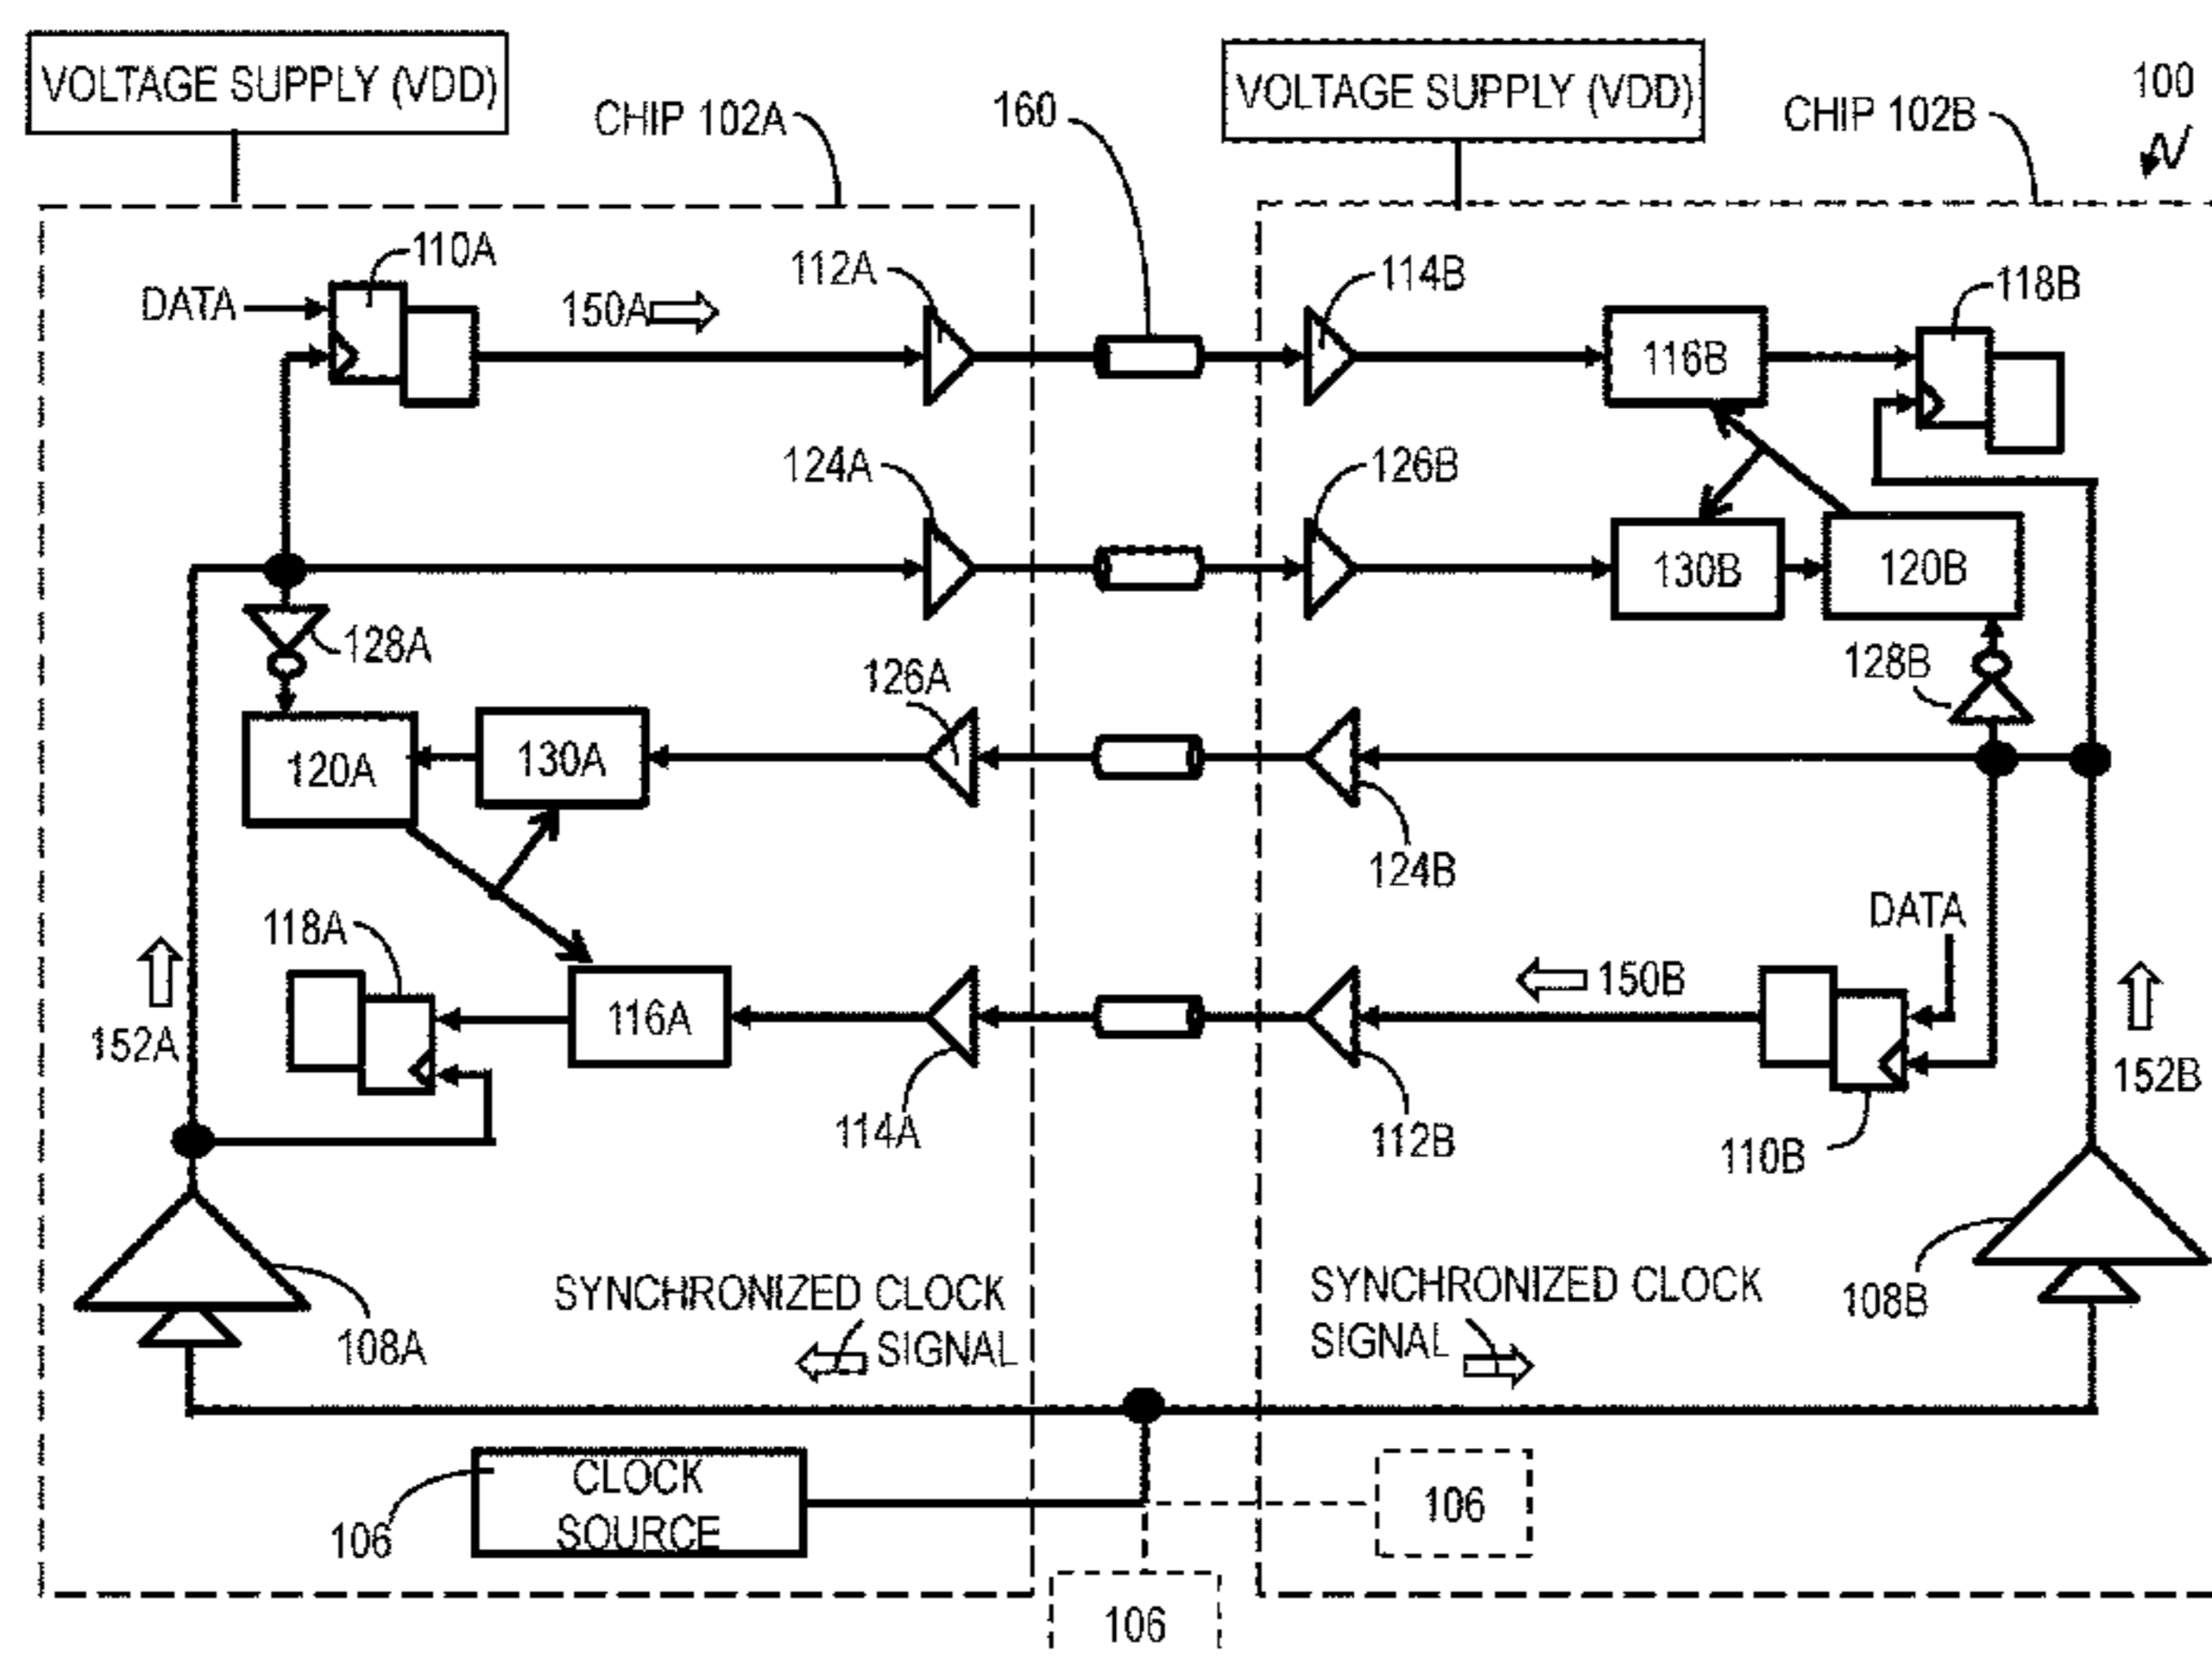 VOLTAGE SUPPLY (VDD)
CHIP 102A
160
VOLTAGE SUPPLY (VDD)
CHIP 102B
100
110A
DATA
150A
112A
114B
116B
118B
124A
126B
130B
120B
128A
126A
128B
120A
130A
124B
118A
DATA
152A
116A
150B
114A
112B
110B
152B
108A
SYNCHRONIZED CLOCK
SIGNAL
SYNCHRONIZED CLOCK
SIGNAL
108B
106
CLOCK
SOURCE
106
106